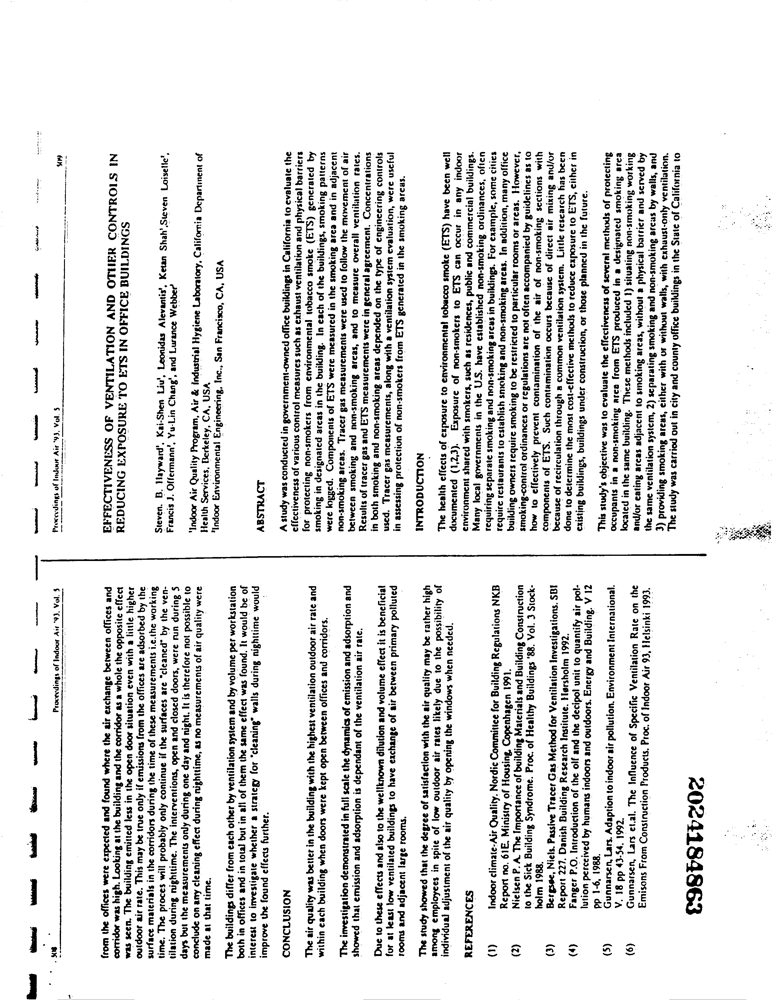 508 Proceedings of Indoor Air '93, Vol. 5
from the offices were expected and found where the air exchange between offices and
corridor was high. Looking at the building and the corridor as a whole the opposite effect
was seen. The building emitted less in the open door situation even with a little higher
outdoor air rate. This may be true only if emissions from the offices are adsorbed by the
surface materials in the corridors during the time of these measurements i.e.the working
time. The proces will probably only continue if the surfaces are "cleaned" by the ven-
tilation during nighttime. The interventions, open and closed doors, were run during 5
days but the measurements only during one day and night. It is therefore not possible to
conclude on any cleaning effect during nighttime, as no measurements of air quality were
made at that time.
The buildings differ from each other by ventilation system and by volume per workstation
both in offices and in total but in all of them the same effect was found. It would be of
interest to investigate whether a strategy for "cleaning" walls during nighttime would
improve the found effects further.
CONCLUSION
The air quality was better in the building with the highest ventilation outdoor air rate and
within each building when doors were kept open between offices and corridors.
The investigation demonstrated in full scale the dynamics of emission and adsorption and
showed that emission and adsorption is dependant of the ventilation air rate.
Due to these effects and also to the wellknown dilution and volume effect it is beneficial
for at least low ventilated buildings to have exchange of air between primary polluted
rooms and adjacent large rooms.
The study showed that the degree of satisfaction with the air quality may be rather high
among employees in spite of low outdoor air rates likely due to the possibility of
individual adjustment of the air quality by opening the windows when needed.
REFERENCES
(1) Indoor climate-Air Quality. Nordic Committee for Building Regulations NKB
Report no. 61E, Ministry of Housing, Copenhagen 1991.
(2) Nielsen P. A. The Importance of building Materials and Building Construction
to the Sick Building Syndrome. Proc. of Healthy Buildings '88. Vol. 3 Stock-
holm 1988.
(3) Bergsøe, Niels. Passive Tracer Gas Method for Ventilation Investigations. SBI
Report 227. Danish Building Research Institute. Hørsholm 1992.
(4) Fanger P.O. Introduction of the olf and the decipol unit to quantify air pol-
lution perceived by humans indoors and outdoors. Energy and Building. V 12
pp 1-6, 1988.
(5) Gunnarsen, Lars. Adaption to indoor air pollution. Environment International.
V. 18 pp 43-54, 1992.
(6) Gunnarsen, Lars et.al. The Influence of Specific Ventilation Rate on the
Emisons From Construction Products. Proc. of Indoor Air 93, Helsinki 1993.
2024184863
Proceedings of Indoor Air '93, Vol. 5 509
EFFECTIVENESS OF VENTILATION AND OTHER CONTROLS IN
REDUCING EXPOSURE TO ETS IN OFFICE BUILDINGS
Steven. B. Hayward¹, Kai-Shen Liu¹, Leonidas Alevantis¹, Ketan Shah¹, Steven Loiselle²,
Francis J. Offermann², Yu-Lin Chang¹, and Lurance Webber¹
¹Indoor Air Quality Program, Air & Industrial Hygiene Laboratory, California Department of
Health Services, Berkeley, CA, USA
²Indoor Environmental Engineering, Inc., San Francisco, CA, USA
ABSTRACT
A study was conducted in government-owned office buildings in California to evaluate the
effectiveness of various control measures such as exhaust ventilation and physical barriers
for protecting non-smokers from environmental tobacco smoke (ETS) generated by
smoking in designated areas in the building. In each of the buildings, smoking patterns
were logged. Components of ETS were measured in the smoking area and in adjacent
non-smoking areas. Tracer gas measurements were used to follow the movement of air
between smoking and non-smoking areas, and to measure overall ventilation rates.
Results of tracer gas and ETS measurements were in general agreement. Concentrations
in both smoking and non-smoking areas depended on the type of engineering controls
used. Tracer gas measurements, along with a ventilation system evaluation, were useful
in assessing protection of non-smokers from ETS generated in the smoking areas.
INTRODUCTION
The health effects of exposure to environmental tobacco smoke (ETS) have been well
documented (1,2,3). Exposure of non-smokers to ETS can occur in any indoor
environment shared with smokers, such as residences, public and commercial buildings.
Many local governments in the U.S. have established non-smoking ordinances, often
requiring separate smoking and non-smoking areas in buildings. For example, some cities
require restaurants to establish smoking and non-smoking areas. In addition, many office
building owners require smoking to be restricted to particular rooms or areas. However,
smoking-control ordinances or regulations are not often accompanied by guidelines as to
how to effectively prevent contamination of the air of non-smoking sections with
components of ETS. Such contamination occurs because of direct air mixing and/or
because of recirculation through a common ventilation system. Little research has been
done to determine the most cost-effective methods to reduce exposure to ETS, either in
existing buildings, buildings under construction, or those planned in the future.
This study's objective was to evaluate the effectiveness of several methods of protecting
occupants in a non-smoking area from ETS produced in a designated smoking area
located in the same building. These methods included 1) situating non-smoking working
and/or eating areas adjacent to smoking areas, without a physical barrier and served by
the same ventilation system, 2) separating smoking and non-smoking areas by walls, and
3) providing smoking areas, either with or without walls, with exhaust-only ventilation.
The study was carried out in city and county office buildings in the State of California to